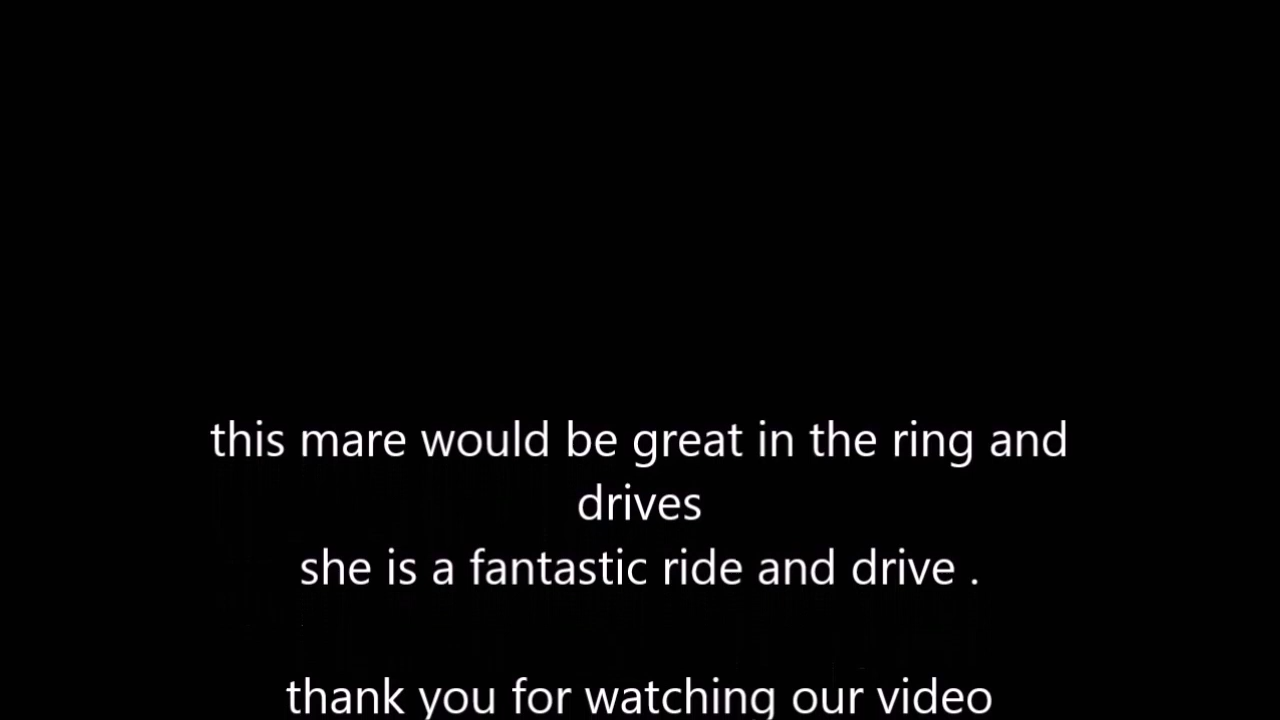 this mare would be great in the ring and
drives
she is a fantastic ride and drive .
thank you for watching our video